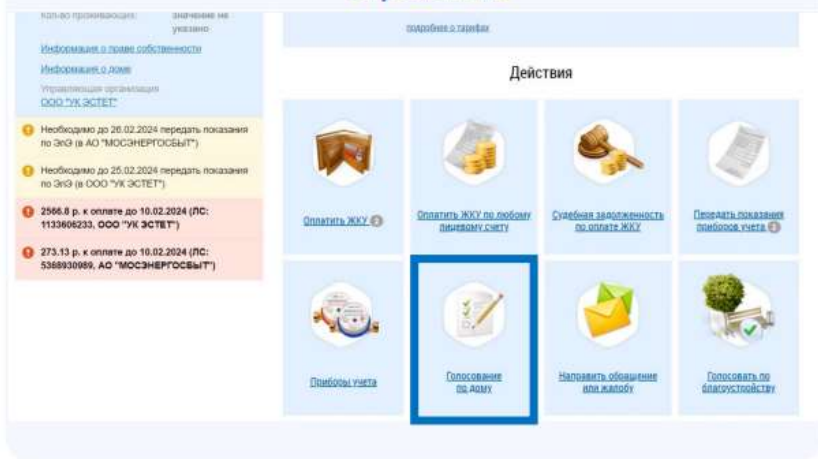 Кол-во проживающих: значение не
указано
Информация о праве собственности
Информация о доме
Управляющая организация
ООО "УК ЭСТЕТ"
Необходимо до 26.02.2024 передать показания
по ЭлЭ (в АО "МОСЭНЕРГОСБЫТ")
Необходимо до 25.02.2024 передать показания
по ЭлЭ (в ООО "УК ЭСТЕТ")
2566.8 р. к оплате до 10.02.2024 (ЛС:
1133606233, ООО "УК ЭСТЕТ")
273.13 р. к оплате до 10.02.2024 (ЛС:
5368930989, АО "МОСЭНЕРГОСБЫТ")
подробнее о тарифах
Действия
Оплатить ЖКУ
Оплатить ЖКУ по любому
лицевому счету
Судебная задолженность
по оплате ЖКУ
Передать показания
приборов учета
Приборы учета
Голосование
по дому
Направить обращение
или жалобу
Голосовать по
благоустройству